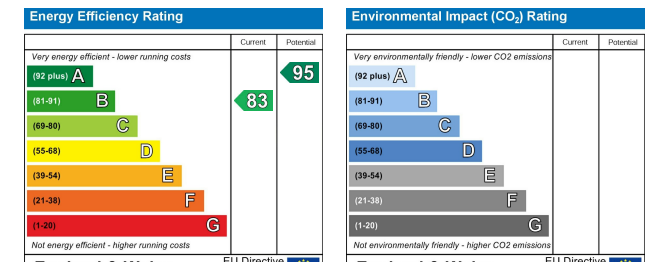 Energy Efficiency Rating
Current Potential
Very energy efficient - lower running costs
(92 plus) A
95
(81-91) B
83
(69-80) C
(55-68) D
(39-54) E
(21-38) F
(1-20) G
Not energy efficient - higher running costs
EU Directive
Environmental Impact (CO₂) Rating
Current Potential
Very environmentally friendly - lower CO2 emissions
(92 plus) A
(81-91) B
(69-80) C
(55-68) D
(39-54) E
(21-38) F
(1-20) G
Not environmentally friendly - higher CO2 emissions
EU Directive